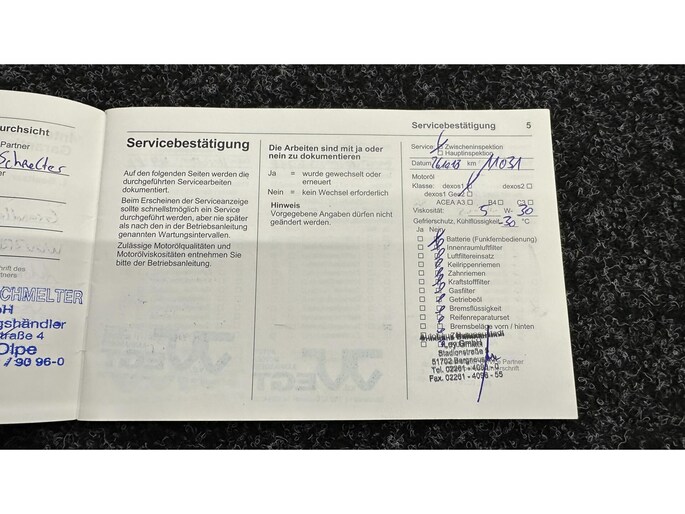 urchsicht
Partner
Schmelter
SCHMELTER
bH
gshändler
traße 4
Olpe
/ 90 96-0
Servicebestätigung
Auf den folgenden Seiten werden die
durchgeführten Servicearbeiten
dokumentiert.
Beim Erscheinen der Serviceanzeige
sollte schnellstmöglich ein Service
durchgeführt werden, aber nie später
als nach den in der Betriebsanleitung
genannten Wartungsintervallen.
Zulässige Motorölqualitäten und
Motorölviskositäten entnehmen Sie
bitte der Betriebsanleitung.
Die Arbeiten sind mit ja oder
nein zu dokumentieren
Ja = wurde gewechselt oder
erneuert
Nein = kein Wechsel erforderlich
Hinweis
Vorgegebene Angaben dürfen nicht
geändert werden.
Servicebestätigung 5
Service: Zwischeninspektion
Hauptinspektion
Datum km 11031
Motoröl
Klasse: dexos1 dexos2
dexos1 Gen2
ACEA A3 B4 C3
Viskosität: 5 W- 30
Gefrierschutz, Kühlflüssigkeit -30 °C
Ja Nein
Batterie (Funkfernbedienung)
Innenraumluftfilter
Luftfiltereinsatz
Keilrippenriemen
Zahnriemen
Kraftstofffilter
Gasfilter
Getriebeöl
Bremsflüssigkeit
Reifenreparaturset
Bremsbeläge vorn / hinten
Ley GmbH
Stadionstraße
51702 Bergneustadt
Partner
Tel. 02261 -
Unterschrift
Fax. 02261 - - 55